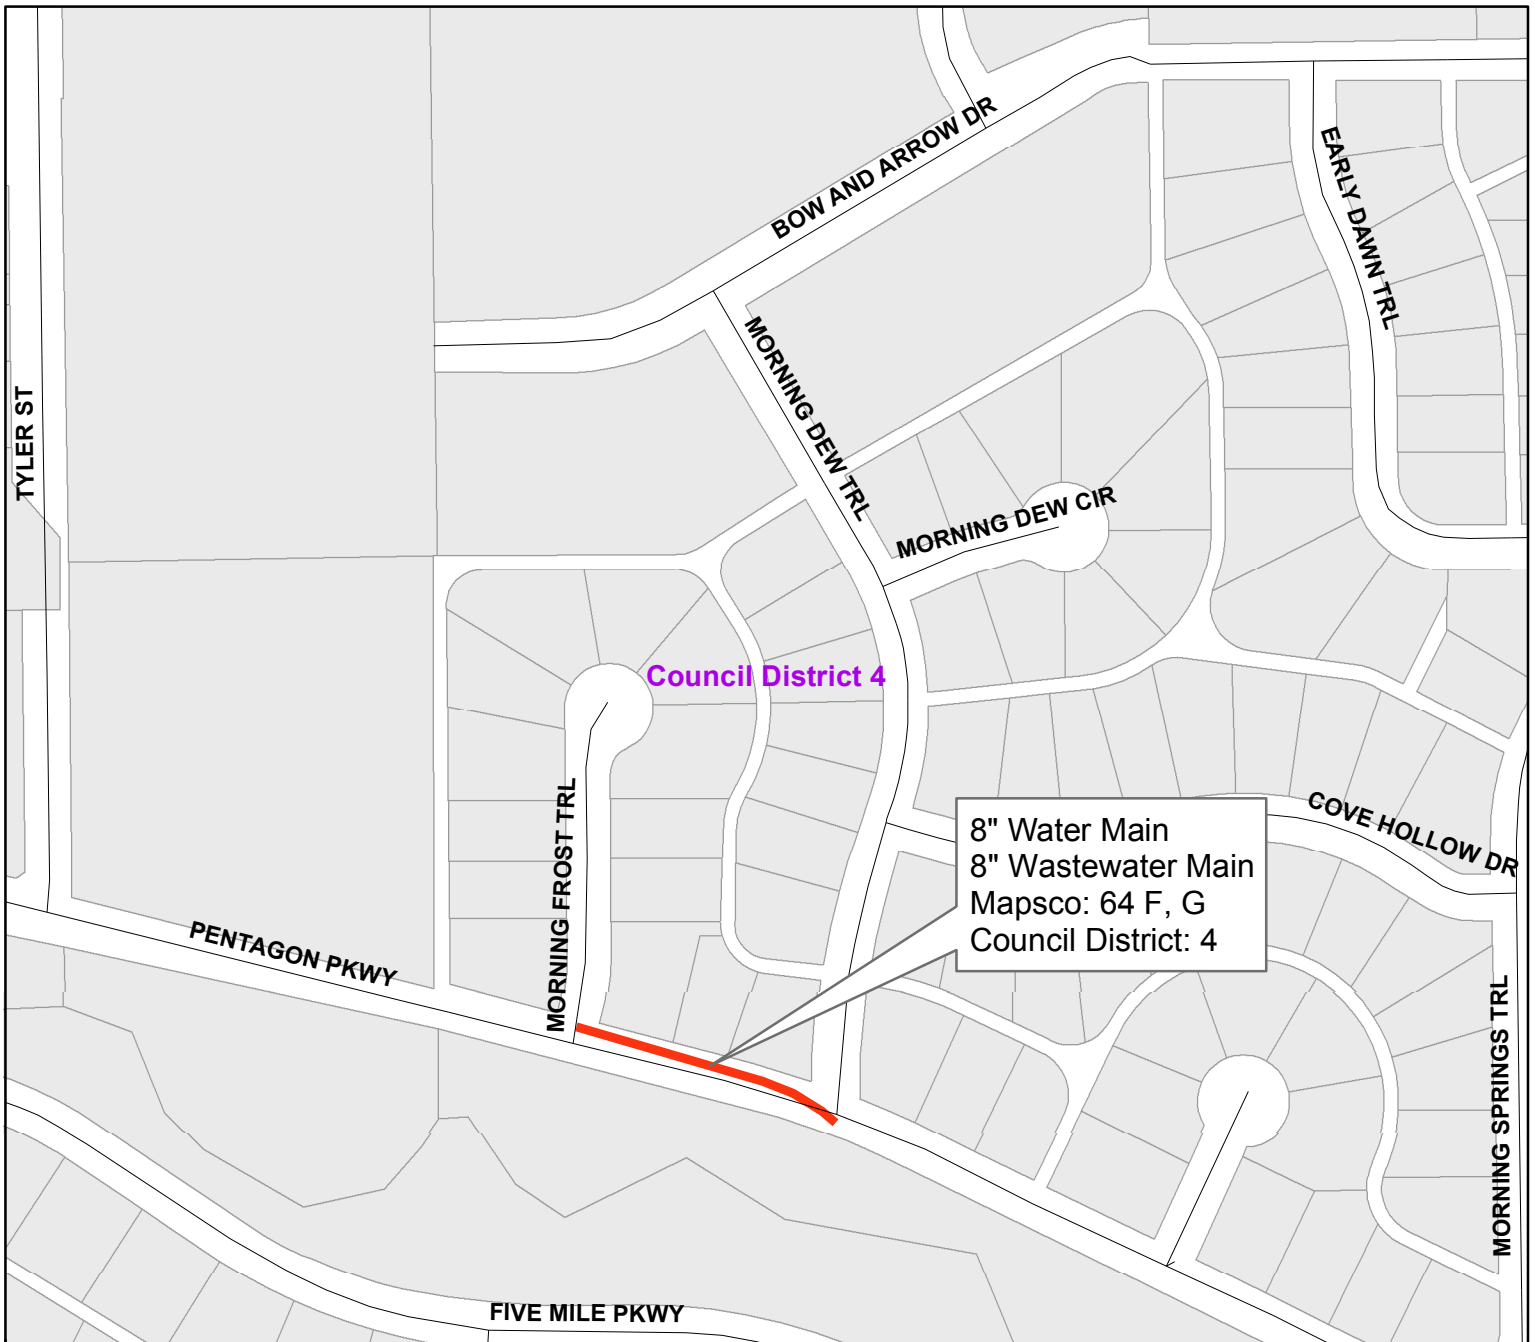 BOW AND ARROW DR
EARLY DAWN TRL
MORNING DEW TRL
TYLER ST
MORNING DEW CIR
Council District 4
COVE HOLLOW DR
8" Water Main
8" Wastewater Main
Mapsco: 64 F, G
Council District: 4
MORNING FROST TRL
PENTAGON PKWY
MORNING SPRINGS TRL
FIVE MILE PKWY